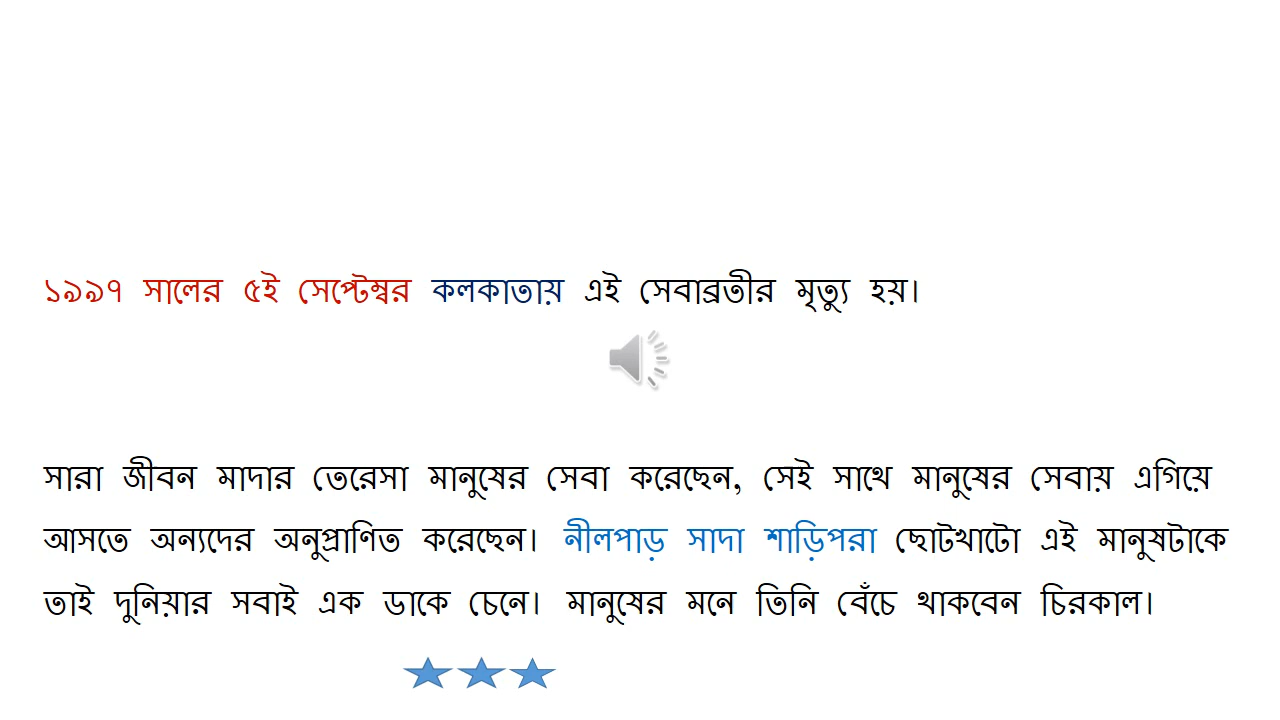 ১৯৯৭ সালের ৫ই সেপ্টেম্বর কলকাতায় এই সেবাব্রতীর মৃত্যু হয়।
সারা জীবন মাদার তেরেসা মানুষের সেবা করেছেন, সেই সাথে মানুষের সেবায় এগিয়ে
আসতে অন্যদের অনুপ্রাণিত করেছেন। নীলপাড় সাদা শাড়িপরা ছোটখাটো এই মানুষটাকে
তাই দুনিয়ার সবাই এক ডাকে চেনে। মানুষের মনে তিনি বেঁচে থাকবেন চিরকাল।